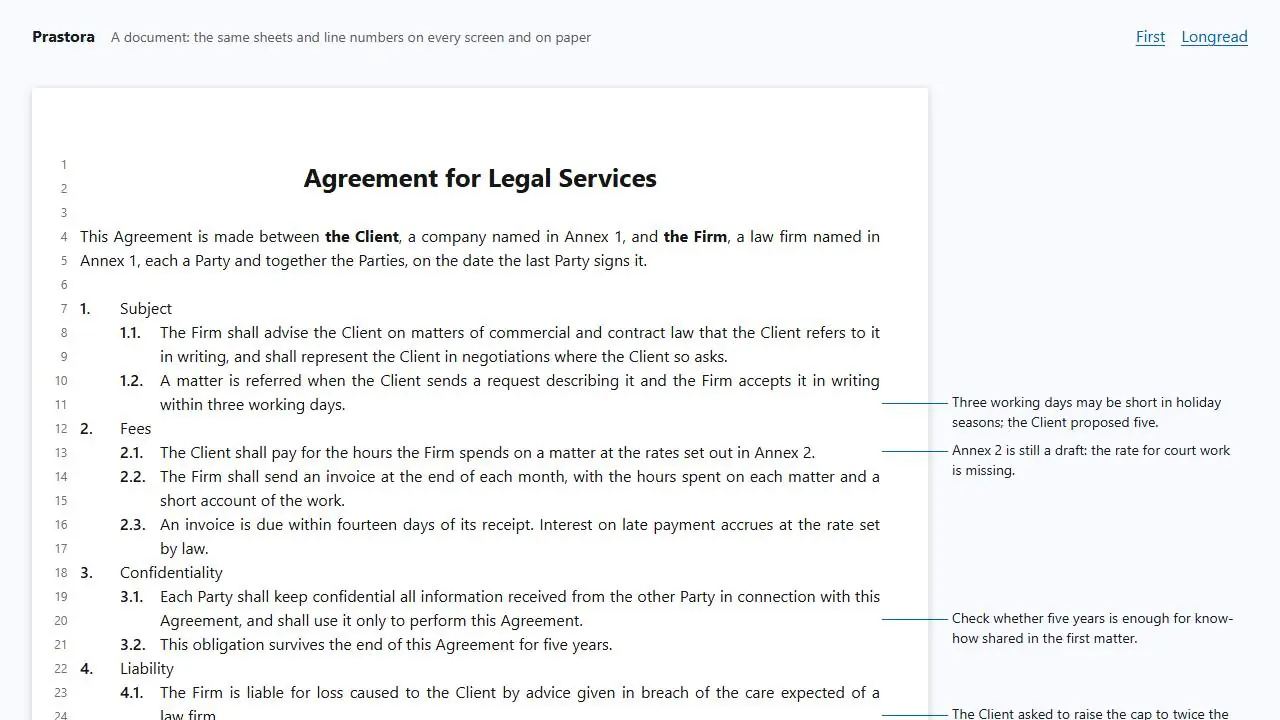 Prastora A document: the same sheets and line numbers on every screen and on paper First Longread
1
Agreement for Legal Services
2
3
4 This Agreement is made between the Client, a company named in Annex 1, and the Firm, a law firm named in
5 Annex 1, each a Party and together the Parties, on the date the last Party signs it.
6
7 1. Subject
8 1.1. The Firm shall advise the Client on matters of commercial and contract law that the Client refers to it
9 in writing, and shall represent the Client in negotiations where the Client so asks.
10 1.2. A matter is referred when the Client sends a request describing it and the Firm accepts it in writing
11 within three working days.
12 2. Fees
13 2.1. The Client shall pay for the hours the Firm spends on a matter at the rates set out in Annex 2.
14 2.2. The Firm shall send an invoice at the end of each month, with the hours spent on each matter and a
15 short account of the work.
16 2.3. An invoice is due within fourteen days of its receipt. Interest on late payment accrues at the rate set
17 by law.
18 3. Confidentiality
19 3.1. Each Party shall keep confidential all information received from the other Party in connection with this
20 Agreement, and shall use it only to perform this Agreement.
21 3.2. This obligation survives the end of this Agreement for five years.
22 4. Liability
23 4.1. The Firm is liable for loss caused to the Client by advice given in breach of the care expected of a
24 law firm.
Three working days may be short in holiday
seasons; the Client proposed five.
Annex 2 is still a draft: the rate for court work
is missing.
Check whether five years is enough for know-
how shared in the first matter.
The Client asked to raise the cap to twice the